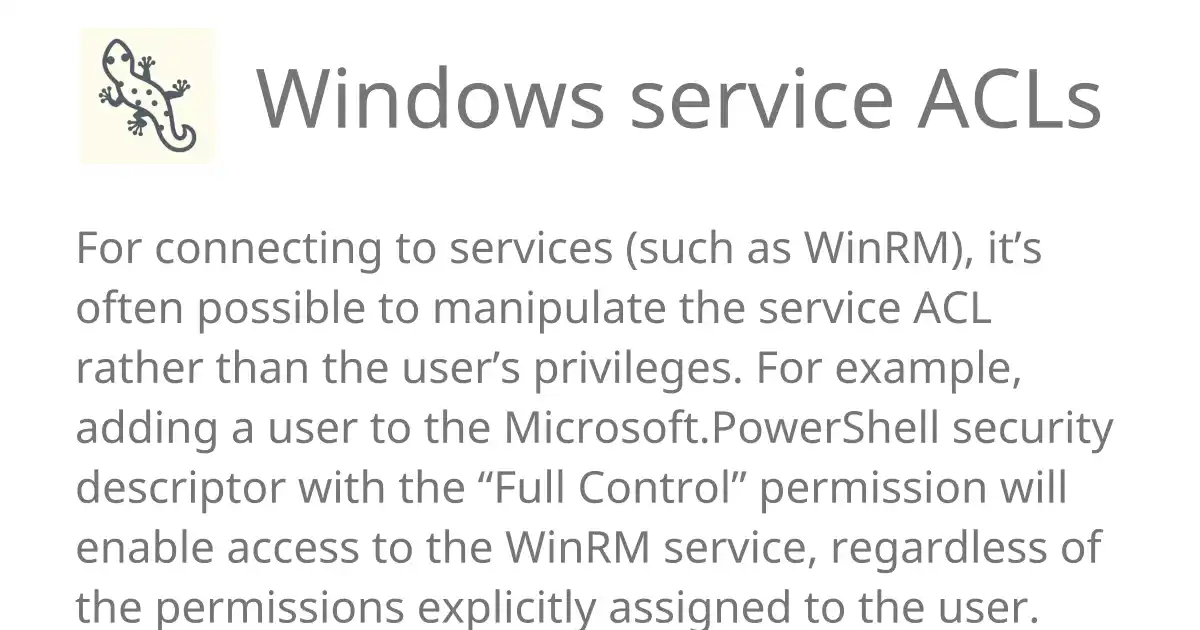 Windows service ACLs
For connecting to services (such as WinRM), it’s
often possible to manipulate the service ACL
rather than the user’s privileges. For example,
adding a user to the Microsoft.PowerShell security
descriptor with the “Full Control” permission will
enable access to the WinRM service, regardless of
the permissions explicitly assigned to the user.